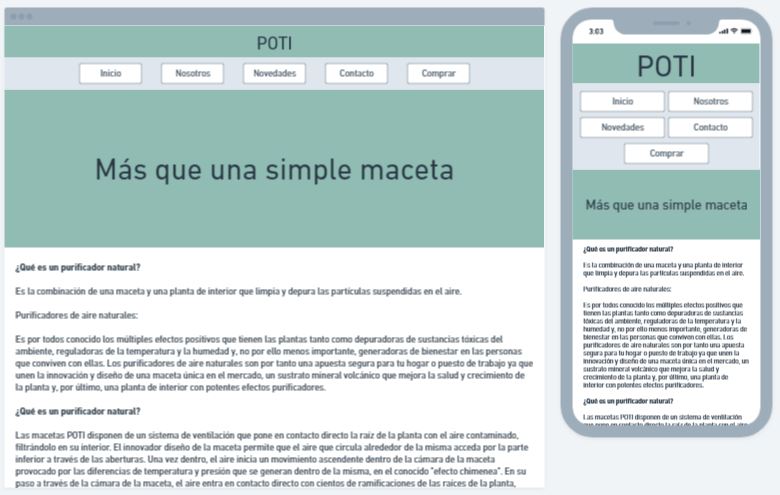 POTI
Inicio
Nosotros
Novedades
Contacto
Comprar
Más que una simple maceta
¿Qué es un purificador natural?
Es la combinación de una maceta y una planta de interior que limpia y depura las partículas suspendidas en el aire.
Purificadores de aire naturales:
Es por todos conocido los múltiples efectos positivos que tienen las plantas tanto como depuradoras de sustancias tóxicas del
ambiente, reguladoras de la temperatura y la humedad y, no por ello menos importante, generadoras de bienestar en las personas
que conviven con ellas. Los purificadores de aire naturales son por tanto una apuesta segura para tu hogar o puesto de trabajo ya que
unen la innovación y diseño de una maceta única en el mercado, un sustrato mineral volcánico que mejora la salud y crecimiento de
la planta y, por último, una planta de interior con potentes efectos purificadores.
¿Qué es un purificador natural?
Las macetas POTI disponen de un sistema de ventilación que pone en contacto directo la raíz de la planta con el aire contaminado,
filtrándolo en su interior. El innovador diseño de la maceta permite que el aire que circula alrededor de la misma acceda por la parte
inferior a través de las aberturas. Una vez dentro, el aire inicia un movimiento ascendente dentro de la cámara de la maceta
provocado por las diferencias de temperatura y presión que se generan dentro de la misma, en el conocido "efecto chimenea". En su
paso a través de la cámara de la maceta, el aire entra en contacto directo con cientos de ramificaciones de las raíces de la planta,
3:03
POTI
Inicio
Nosotros
Novedades
Contacto
Comprar
Más que una simple maceta
¿Qué es un purificador natural?
Es la combinación de una maceta y una planta de interior
que limpia y depura las partículas suspendidas en el aire.
Purificadores de aire naturales:
Es por todos conocido los múltiples efectos positivos que
tienen las plantas tanto como depuradoras de sustancias
tóxicas del ambiente, reguladoras de la temperatura y la
humedad y, no por ello menos importante, generadoras de
bienestar en las personas que conviven con ellas. Los
purificadores de aire naturales son por tanto una apuesta
segura para tu hogar o puesto de trabajo ya que unen la
innovación y diseño de una maceta única en el mercado, un
sustrato mineral volcánico que mejora la salud y
crecimiento de la planta y, por último, una planta de
interior con potentes efectos purificadores.
¿Qué es un purificador natural?
Las macetas POTI disponen de un sistema de ventilación
que pone en contacto directo la raíz de la planta con el aire